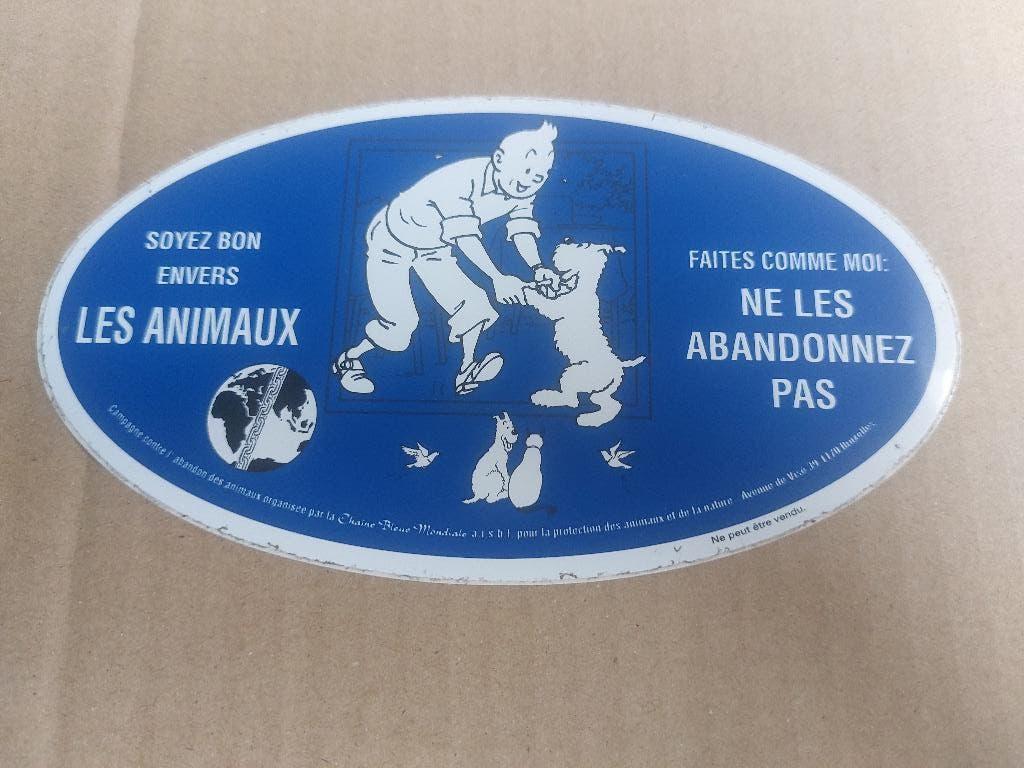 SOYEZ BON
ENVERS
LES ANIMAUX
FAITES COMME MOI:
NE LES
ABANDONNEZ
PAS
Campagne contre l'abandon des animaux organisée par la Chaîne Bleue Mondiale a.i.s.b.l. pour la protection des animaux et de la nature - Avenue de Visé 39, 1170 Bruxelles
Ne peut être vendu.